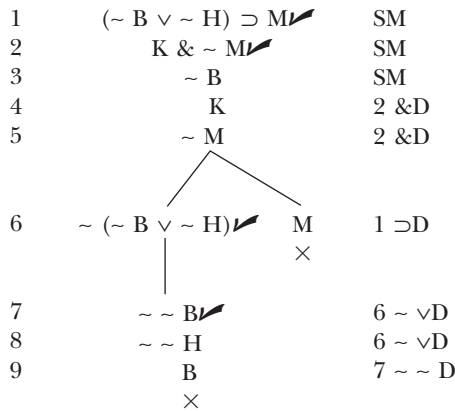 1 (~ B ∨ ~ H) ⊃ M✔ SM
2 K & ~ M✔ SM
3 ~ B SM
4 K 2 &D
5 ~ M 2 &D
6 ~ (~ B ∨ ~ H)✔ M 1 ⊃D
×
7 ~ ~ B✔ 6 ~ ∨D
8 ~ ~ H 6 ~ ∨D
9 B 7 ~ ~ D
×